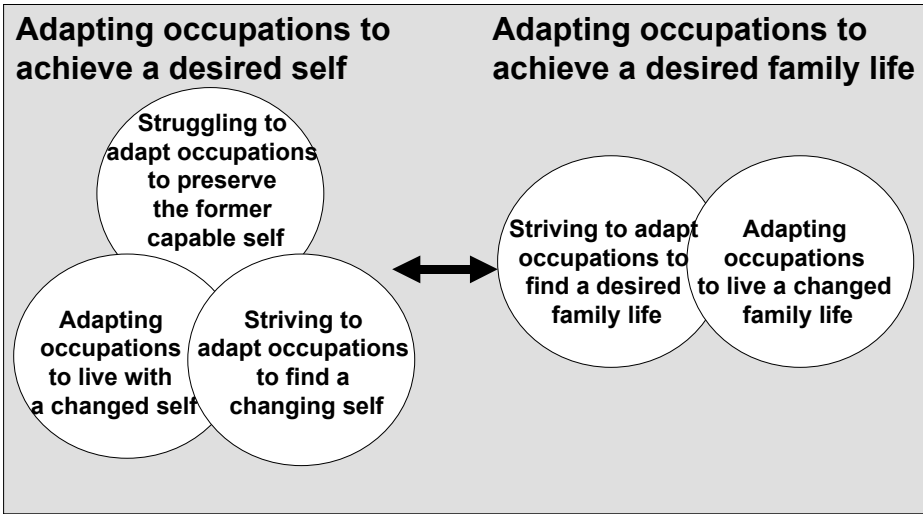 Adapting occupations to
achieve a desired self
Struggling to
adapt occupations
to preserve
the former
capable self
Adapting
occupations
to live with
a changed self
Striving to
adapt occupations
to find a
changing self
Adapting occupations to
achieve a desired family life
Striving to adapt
occupations to
find a desired
family life
Adapting
occupations
to live a changed
family life